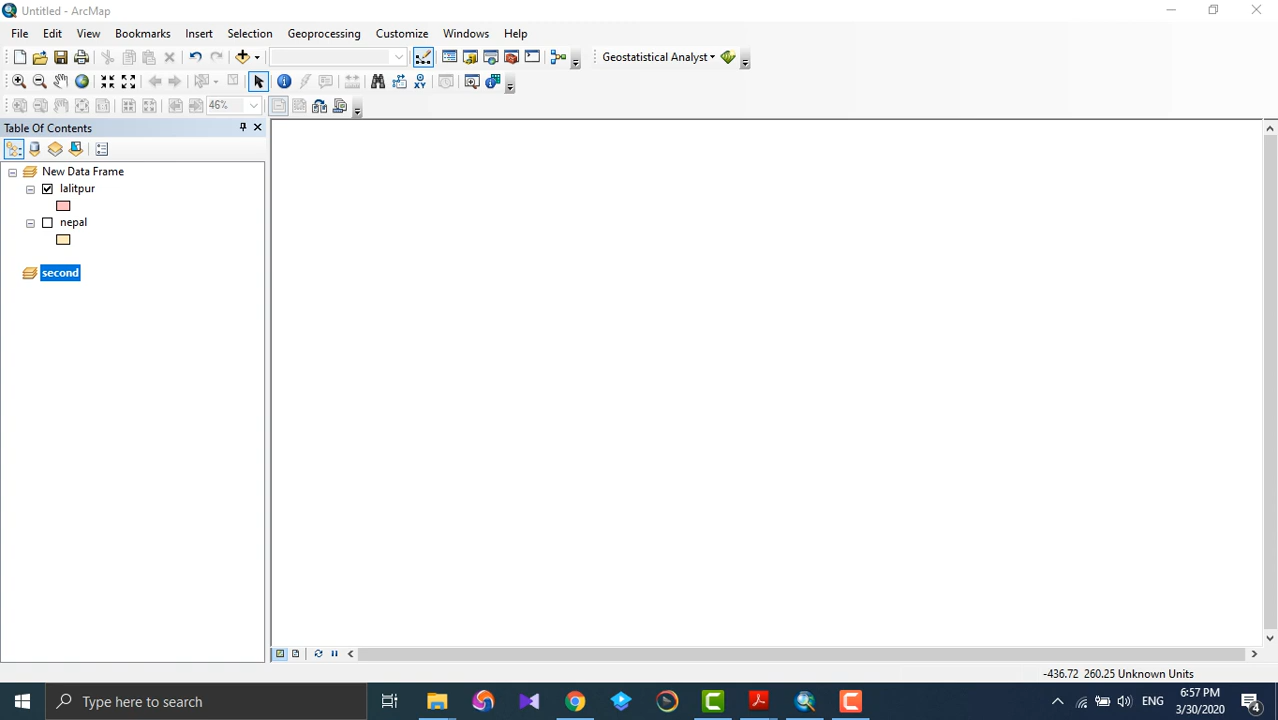 Untitled - ArcMap
File Edit View Bookmarks Insert Selection Geoprocessing Customize Windows Help
Geostatistical Analyst
XY
46%
Table Of Contents
New Data Frame
lalitpur
nepal
second
-436.72 260.25 Unknown Units
Type here to search
ENG
6:57 PM
3/30/2020
4